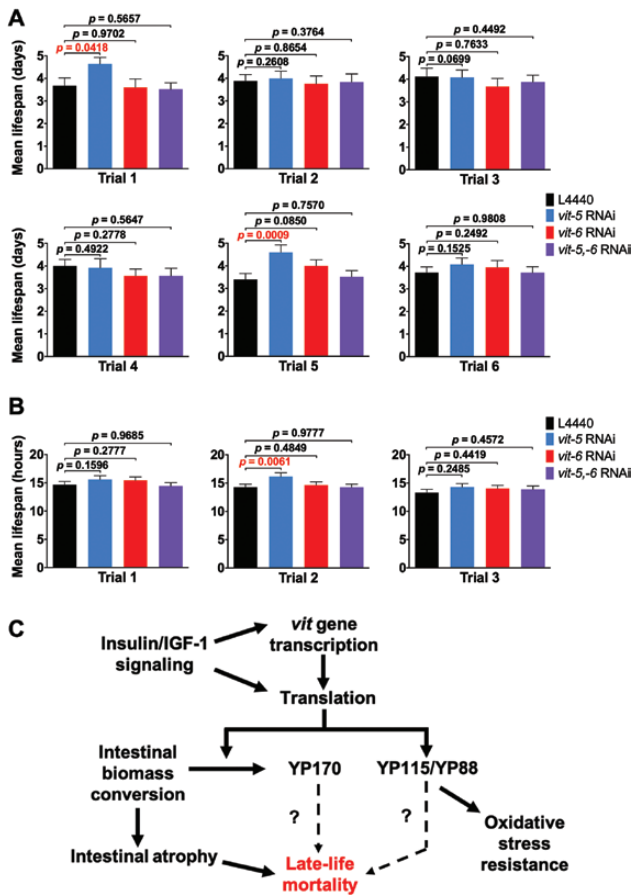 A
p = 0.5657
p = 0.9702
p = 0.0418
Mean lifespan (days)
5
4
3
2
1
0
Trial 1
p = 0.3764
p = 0.8654
p = 0.2608
5
4
3
2
1
0
Trial 2
p = 0.4492
p = 0.7633
p = 0.0699
5
4
3
2
1
0
Trial 3
L4440
vit-5 RNAi
vit-6 RNAi
vit-5,-6 RNAi
p = 0.5647
p = 0.2778
p = 0.4922
Mean lifespan (days)
5
4
3
2
1
0
Trial 4
p = 0.7570
p = 0.0850
p = 0.0009
5
4
3
2
1
0
Trial 5
p = 0.9808
p = 0.2492
p = 0.1525
5
4
3
2
1
0
Trial 6
B
p = 0.9685
p = 0.2777
p = 0.1596
Mean lifespan (hours)
20
15
10
5
0
Trial 1
p = 0.9777
p = 0.4849
p = 0.0061
20
15
10
5
0
Trial 2
p = 0.4572
p = 0.4419
p = 0.2485
20
15
10
5
0
Trial 3
L4440
vit-5 RNAi
vit-6 RNAi
vit-5,-6 RNAi
C
Insulin/IGF-1
signaling
vit gene
transcription
Translation
Intestinal
biomass
conversion
YP170
YP115/YP88
?
?
Oxidative
stress
resistance
Intestinal atrophy
Late-life
mortality